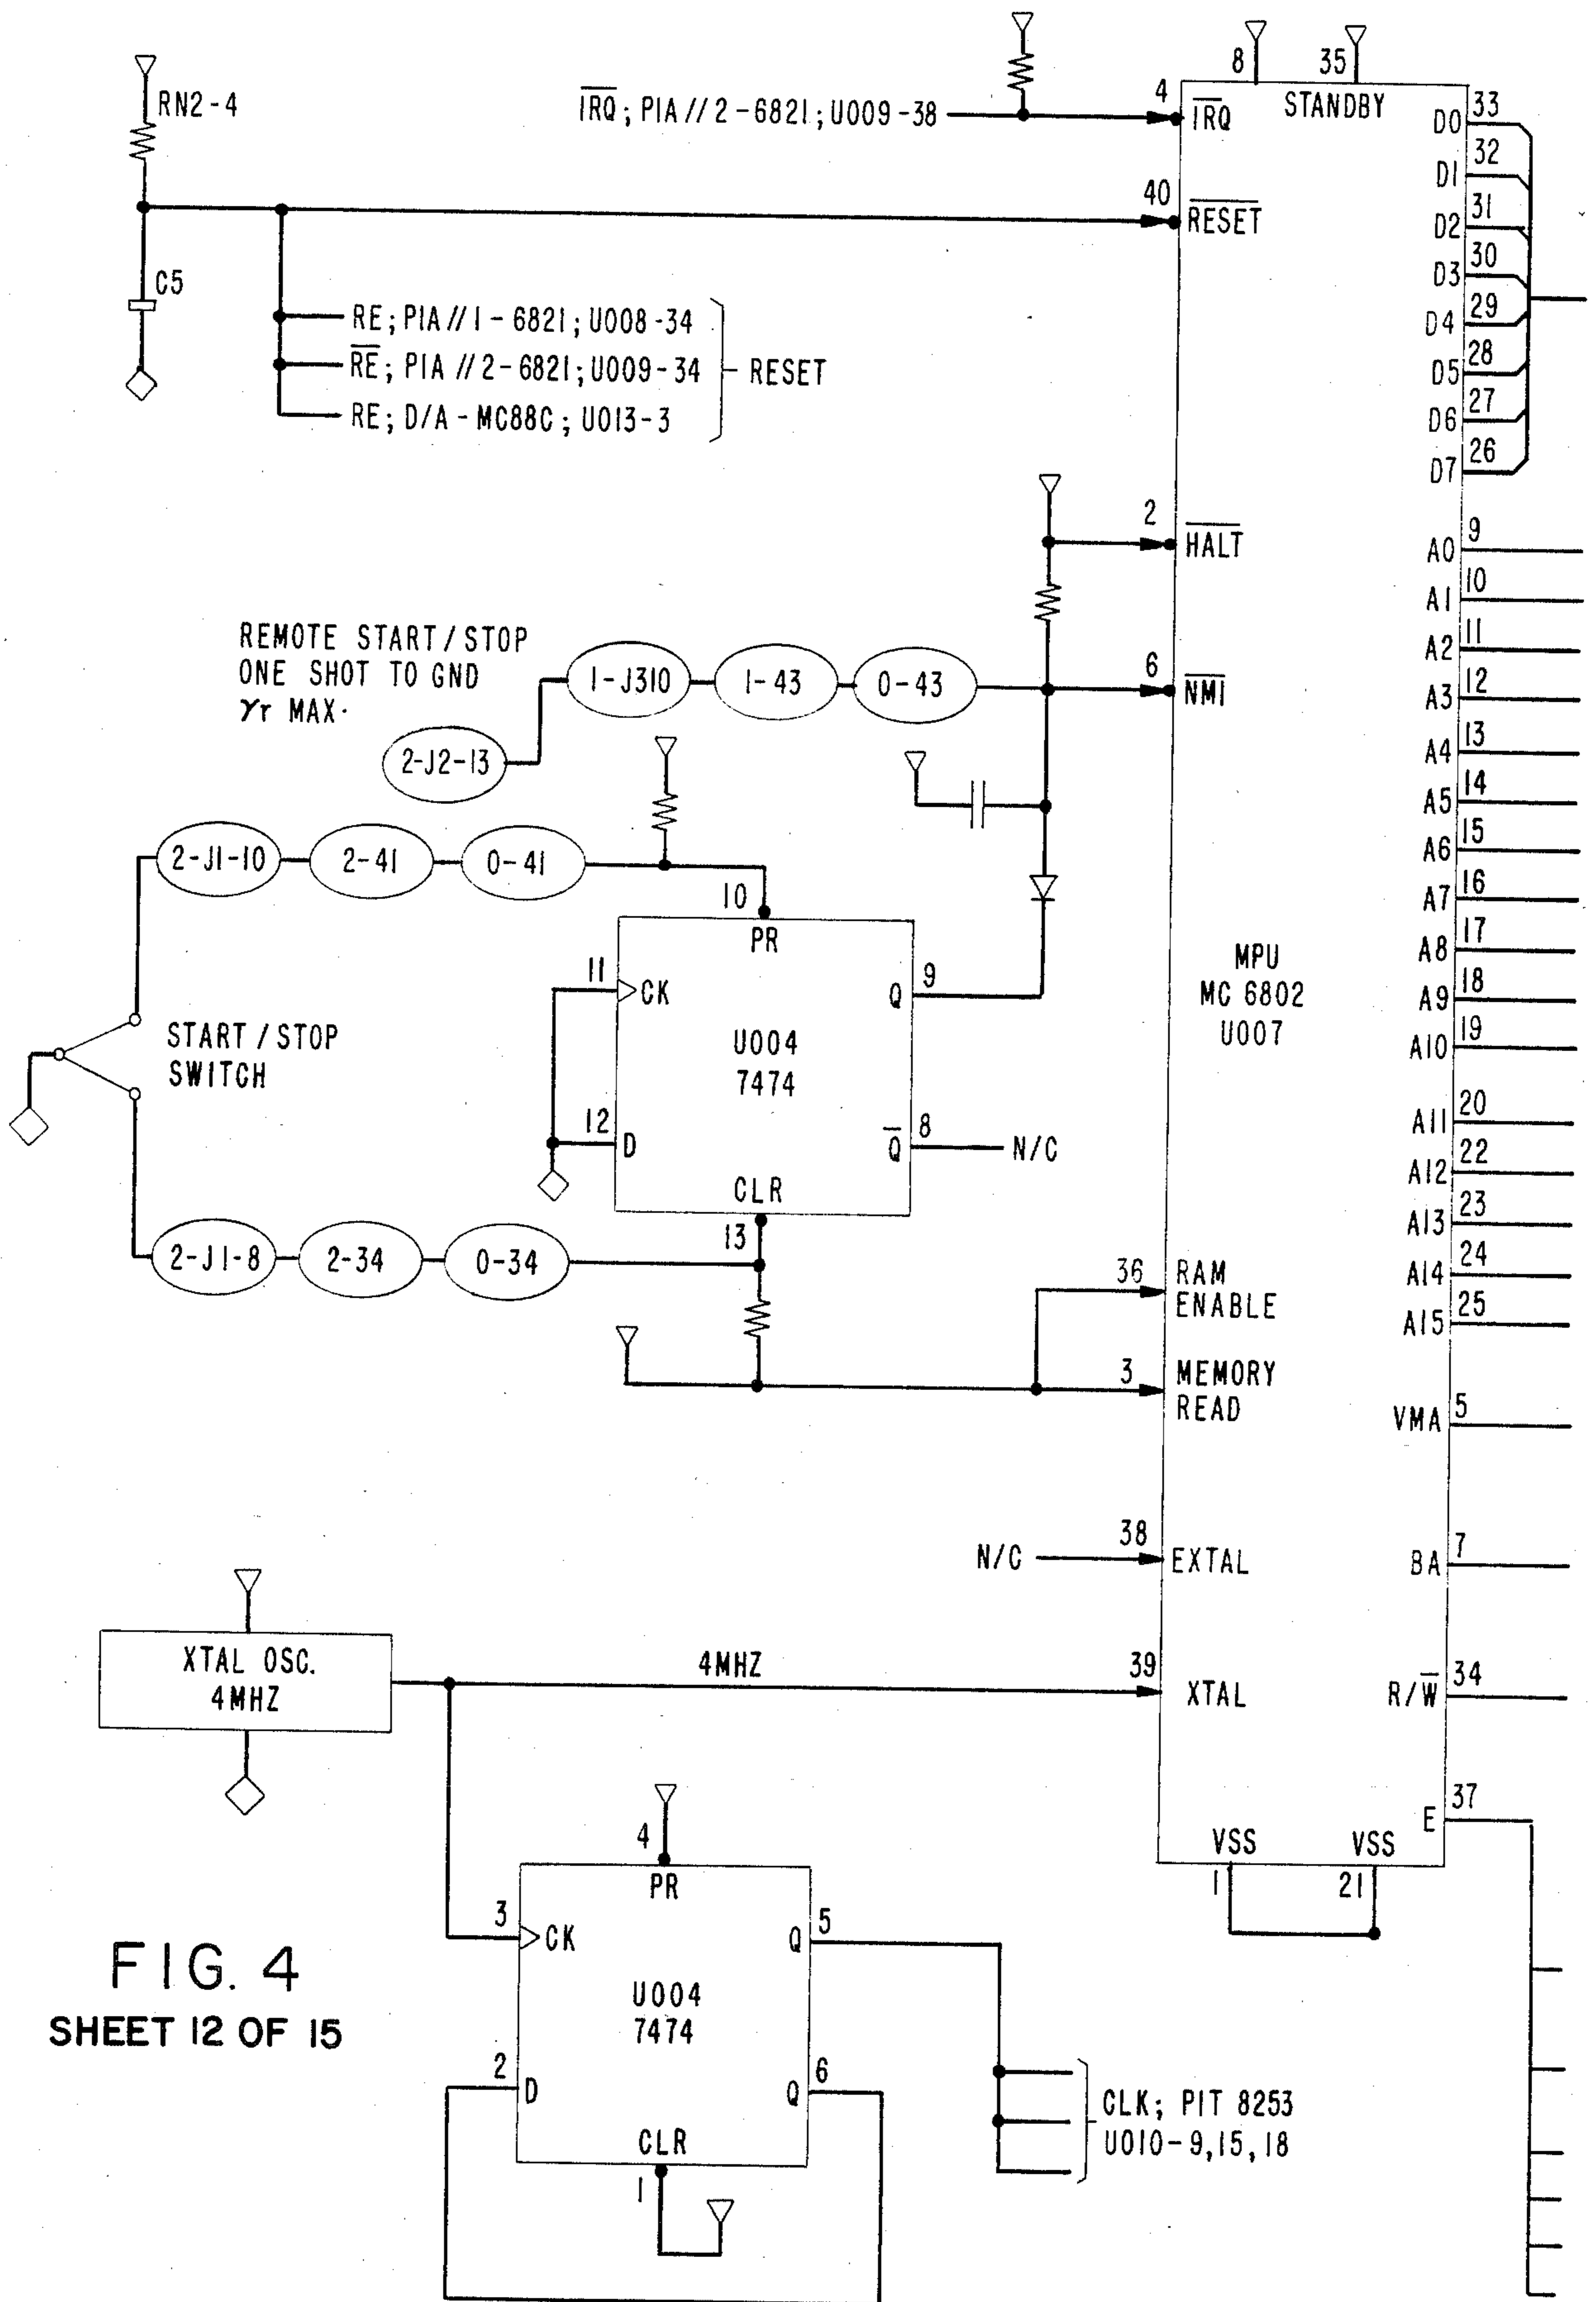 RN2-4
C5
IRQ; PIA//2-6821; U009-38
RE; PIA//1-6821; U008-34
RE; PIA//2-6821; U009-34
RE; D/A-MC88C; U013-3
RESET
REMOTE START/STOP
ONE SHOT TO GND
γr MAX.
2-J2-13
1-J310
1-43
0-43
2-J1-10
2-41
0-41
START/STOP
SWITCH
2-J1-8
2-34
0-34
10
PR
11
CK
Q
9
U004
7474
12
D
Q
8
N/C
CLR
13
8
35
STANDBY
4
IRQ
40
RESET
2
HALT
6
NMI
MPU
MC 6802
U007
36
RAM
ENABLE
3
MEMORY
READ
N/C
38
EXTAL
XTAL OSC.
4MHZ
4MHZ
39
XTAL
VSS
VSS
1
21
D0 33
D1 32
D2 31
D3 30
D4 29
D5 28
D6 27
D7 26
A0 9
A1 10
A2 11
A3 12
A4 13
A5 14
A6 15
A7 16
A8 17
A9 18
A10 19
A11 20
A12 22
A13 23
A14 24
A15 25
VMA 5
BA 7
R/W 34
E 37
4
PR
3
CK
Q
5
U004
7474
2
D
Q
6
CLR
1
CLK; PIT 8253
U010-9,15,18
FIG. 4
SHEET 12 OF 15